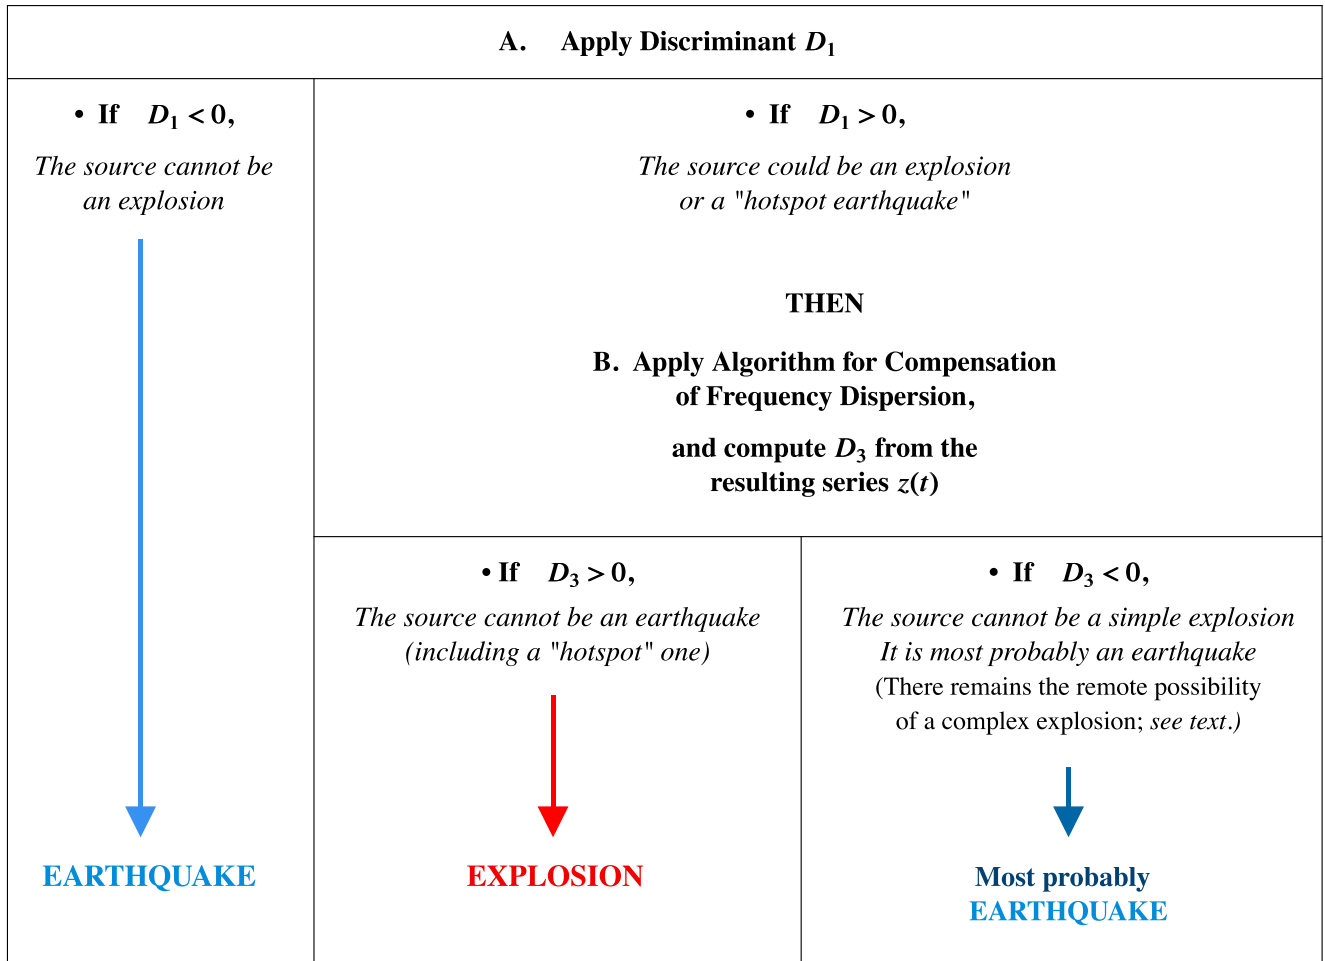 A. Apply Discriminant D₁
• If D₁ < 0,
The source cannot be
an explosion
EARTHQUAKE
• If D₁ > 0,
The source could be an explosion
or a "hotspot earthquake"
THEN
B. Apply Algorithm for Compensation
of Frequency Dispersion,
and compute D₃ from the
resulting series z(t)
• If D₃ > 0,
The source cannot be an earthquake
(including a "hotspot" one)
EXPLOSION
• If D₃ < 0,
The source cannot be a simple explosion
It is most probably an earthquake
(There remains the remote possibility
of a complex explosion; see text.)
Most probably
EARTHQUAKE